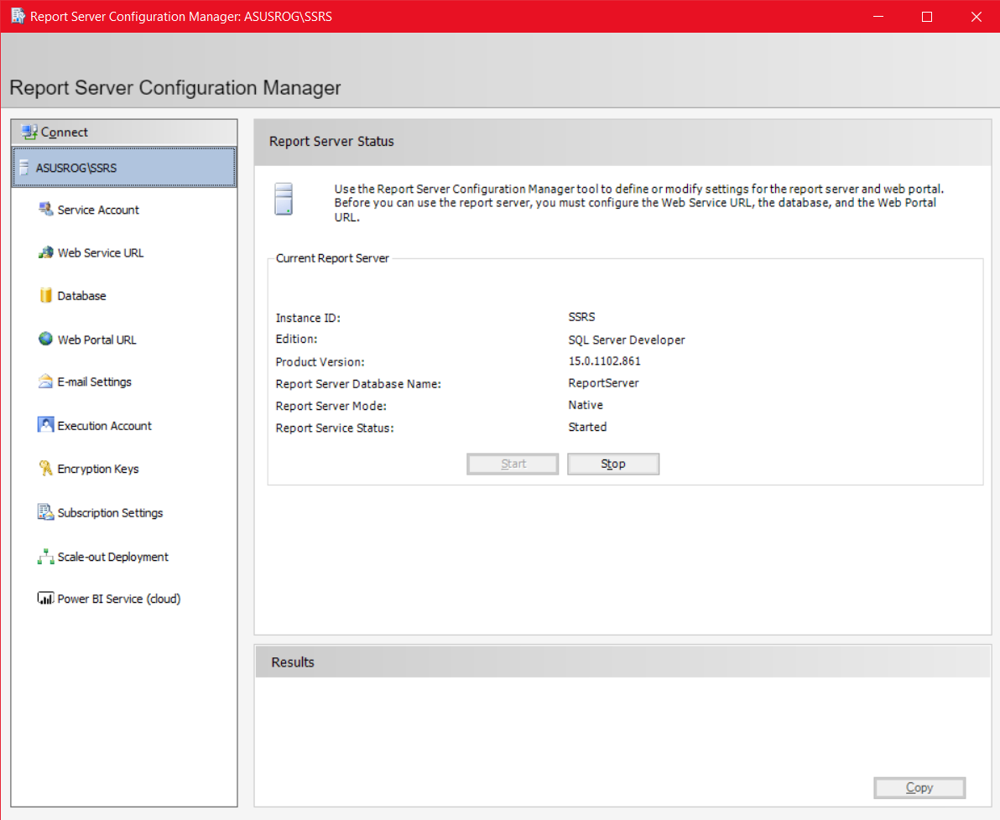 Report Server Configuration Manager: ASUSROG\SSRS
Report Server Configuration Manager
Connect
ASUSROG\SSRS
Service Account
Web Service URL
Database
Web Portal URL
E-mail Settings
Execution Account
Encryption Keys
Subscription Settings
Scale-out Deployment
Power BI Service (cloud)
Report Server Status
Use the Report Server Configuration Manager tool to define or modify settings for the report server and web portal.
Before you can use the report server, you must configure the Web Service URL, the database, and the Web Portal
URL.
Current Report Server
Instance ID: SSRS
Edition: SQL Server Developer
Product Version: 15.0.1102.861
Report Server Database Name: ReportServer
Report Server Mode: Native
Report Service Status: Started
Start Stop
Results
Copy